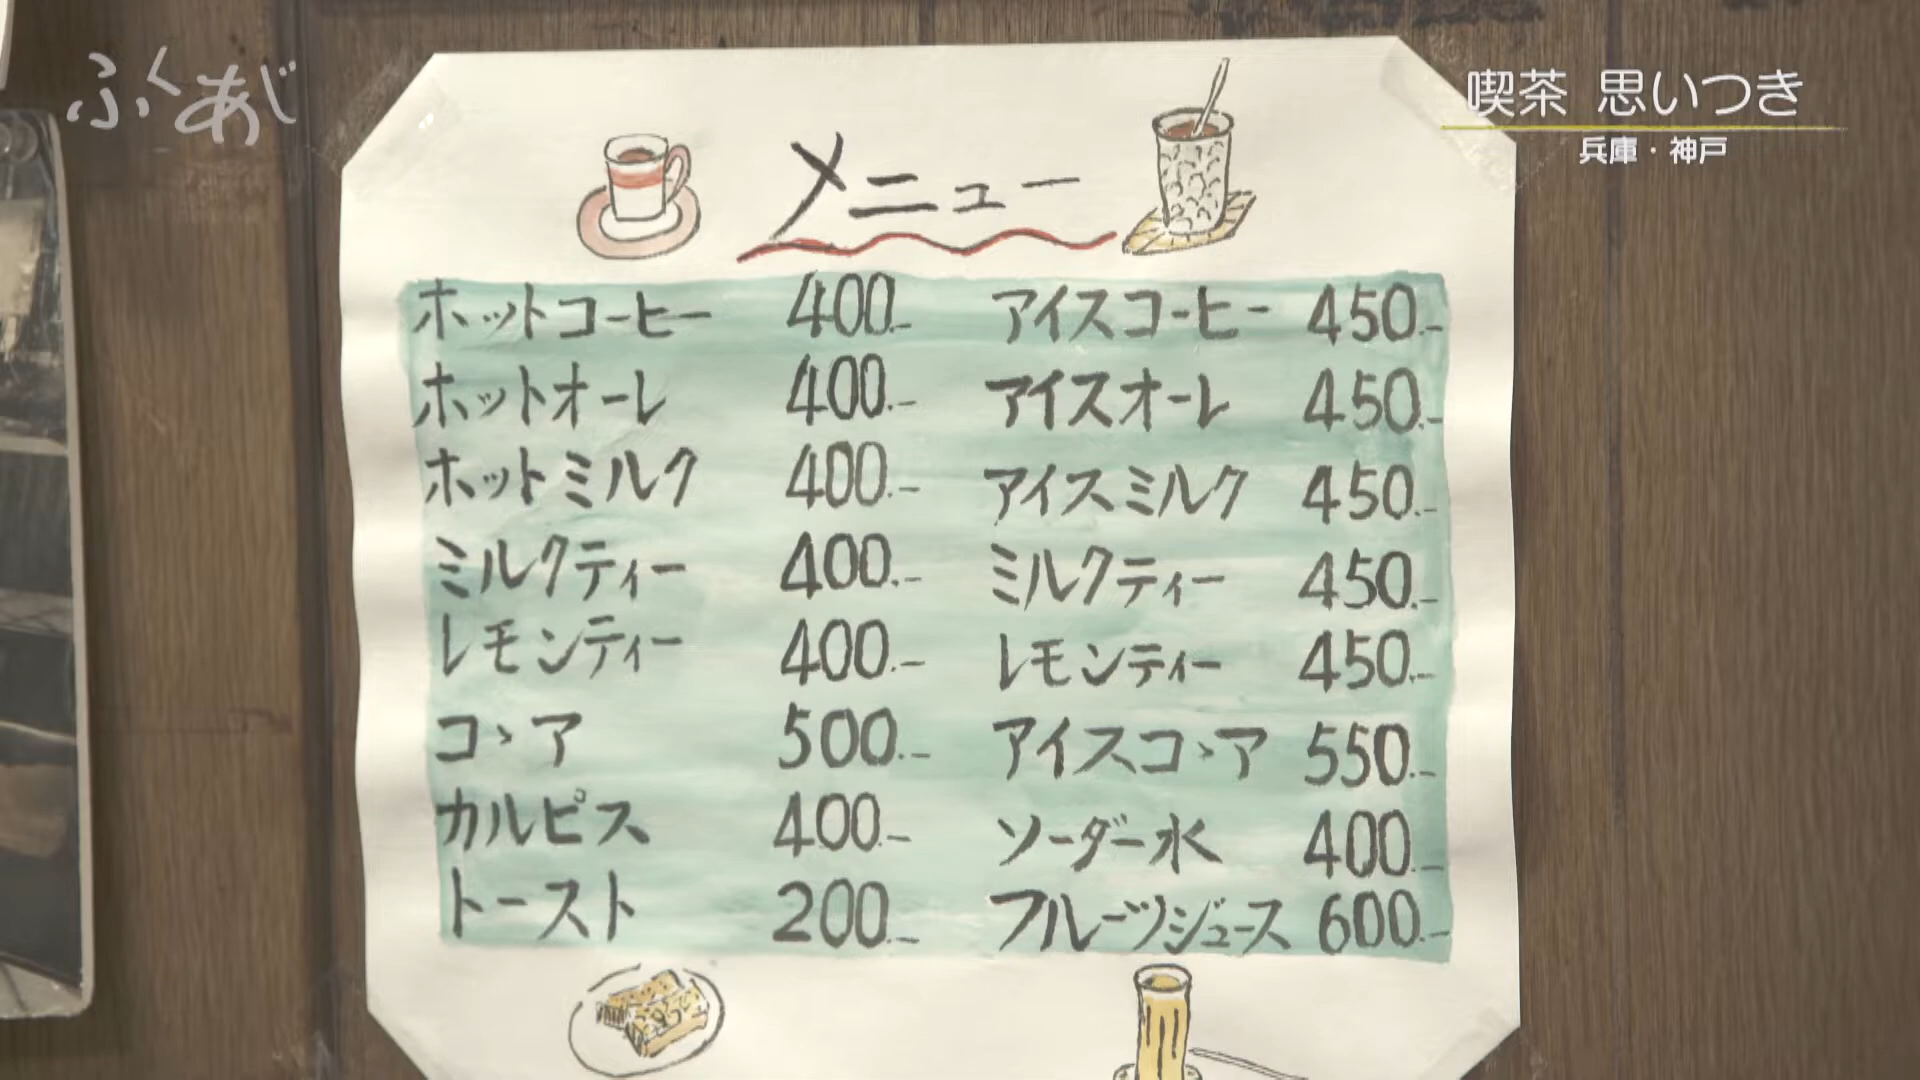 ふくあじ
喫茶 思いつき
兵庫・神戸
メニュー
ホットコーヒー 400.- アイスコーヒー 450.-
ホットオーレ 400.- アイスオーレ 450.-
ホットミルク 400.- アイスミルク 450.-
ミルクティー 400.- ミルクティー 450.-
レモンティー 400.- レモンティー 450.-
コヽア 500.- アイスコヽア 550.-
カルピス 400.- ソーダー水 400.-
トースト 200.- フルーツジュース 600.-